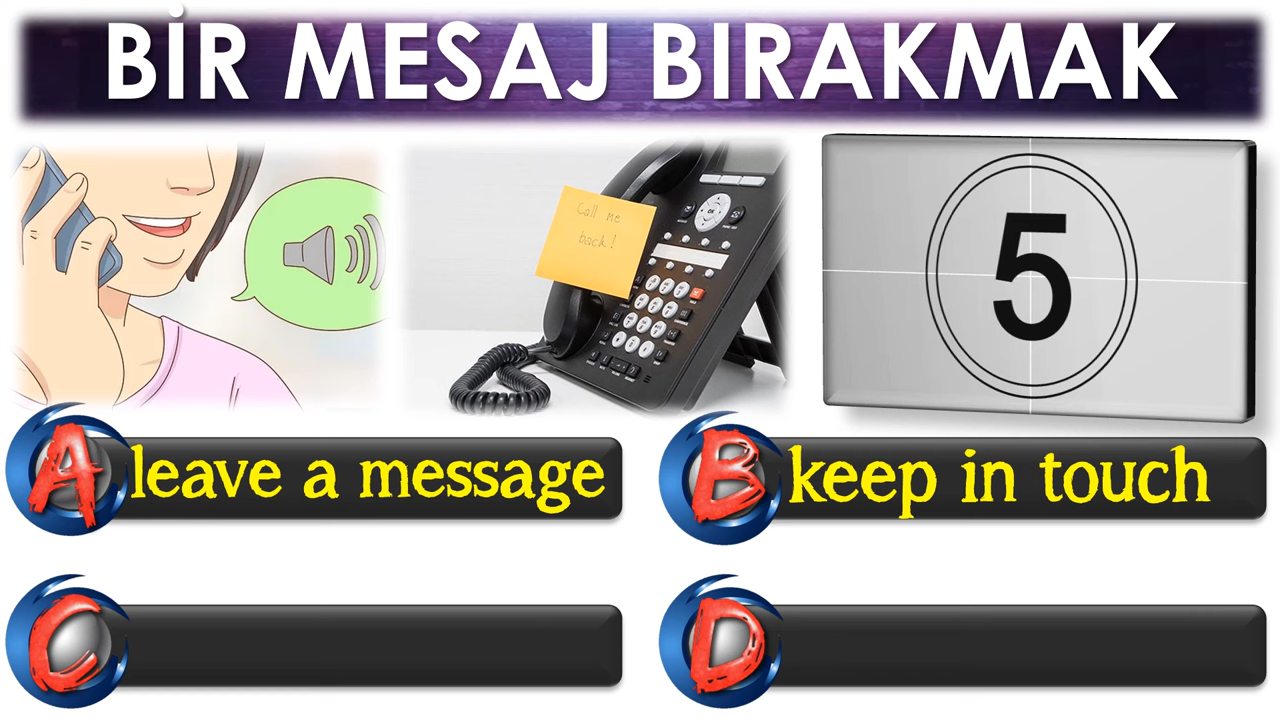 BİR MESAJ BIRAKMAK
Call me
back!
5
A leave a message
B keep in touch
C
D